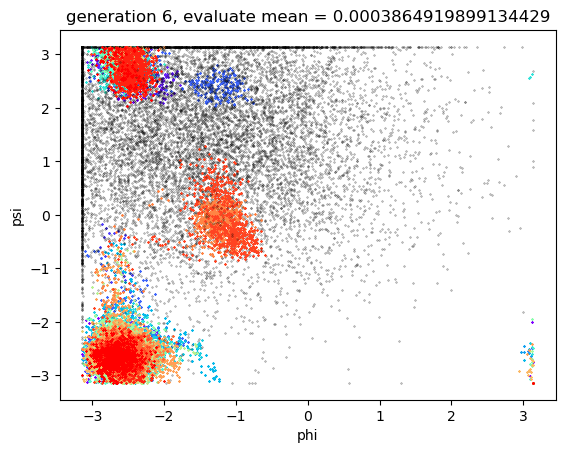 generation 6, evaluate mean = 0.0003864919899134429
3
2
1
0
−1
−2
−3
psi
−3 −2 −1 0 1 2 3
phi